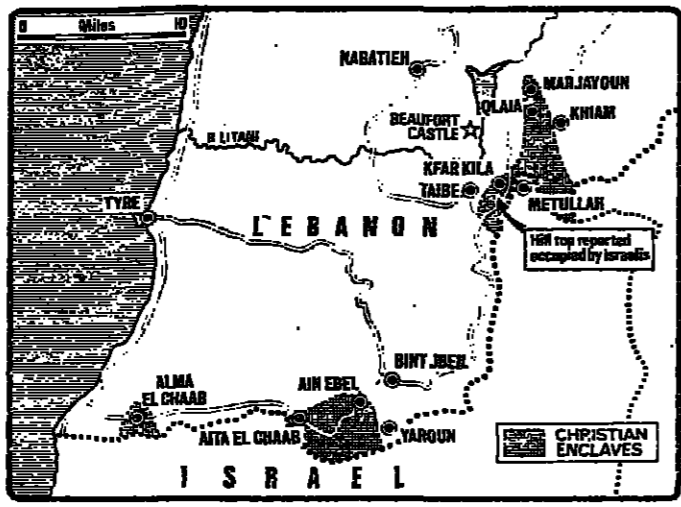 0 Miles 10
NABATIEH
MARJAYOUN
QLAIA
KHIAM
BEAUFORT
CASTLE
R LITANI
KFAR KILA
TAIBE
METULLAH
TYRE
LEBANON
Hill top reported
occupied by Israelis
BINT JBEIL
ALMA
EL CHAAB
AIN EBEL
AITA EL CHAAB
YAROUN
CHRISTIAN
ENCLAVES
ISRAEL